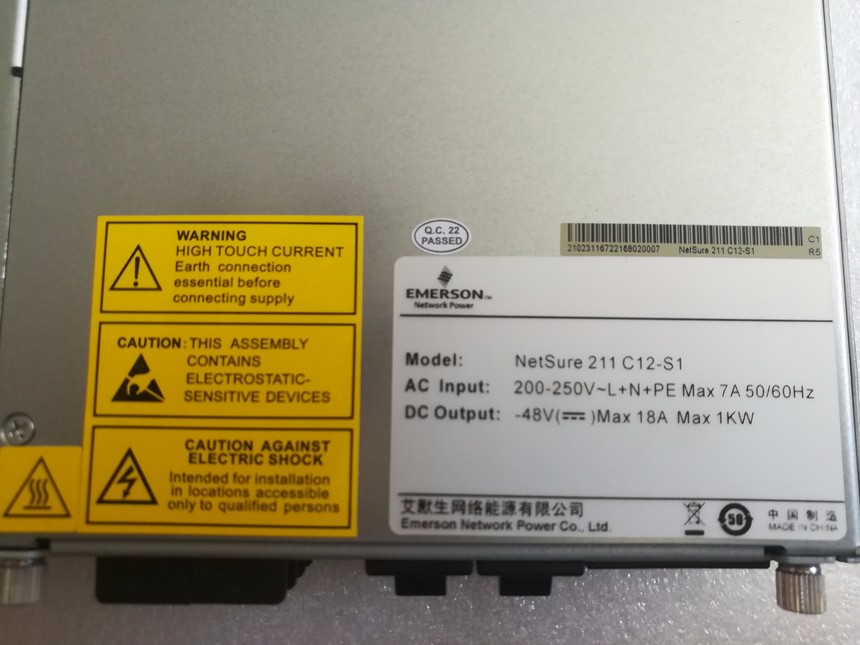 WARNING
HIGH TOUCH CURRENT
Earth connection
essential before
connecting supply
CAUTION: THIS ASSEMBLY
CONTAINS
ELECTROSTATIC-
SENSITIVE DEVICES
CAUTION AGAINST
ELECTRIC SHOCK
Intended for installation
in locations accessible
only to qualified persons
Q.C. 22
PASSED
21023116722168020007 NetSure 211 C12-S1
C1
R5
EMERSON™
Network Power
Model: NetSure 211 C12-S1
AC Input: 200-250V~L+N+PE Max 7A 50/60Hz
DC Output: -48V(⎓)Max 18A Max 1KW
艾默生网络能源有限公司
Emerson Network Power Co., Ltd.
50
中国制造
MADE IN CHINA